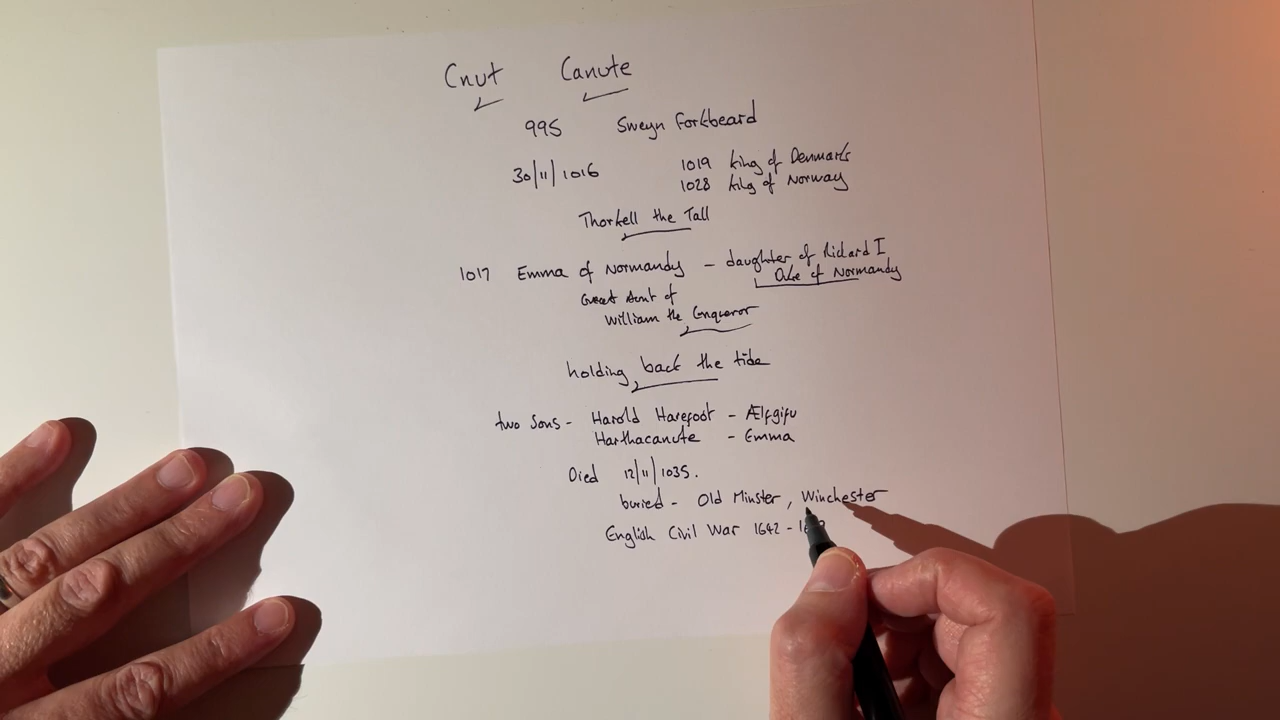 Cnut Canute
995 Sweyn Forkbeard
30/11/1016 1019 King of Denmark
1028 King of Norway
Thorkell the Tall
1017 Emma of Normandy - daughter of Richard I
Duke of Normandy
Great Aunt of
William the Conqueror
holding back the tide
two sons - Harold Harefoot - Ælfgifu
Harthacanute - Emma
Died 12/11/1035.
buried - Old Minster, Winchester
English Civil War 1642 -